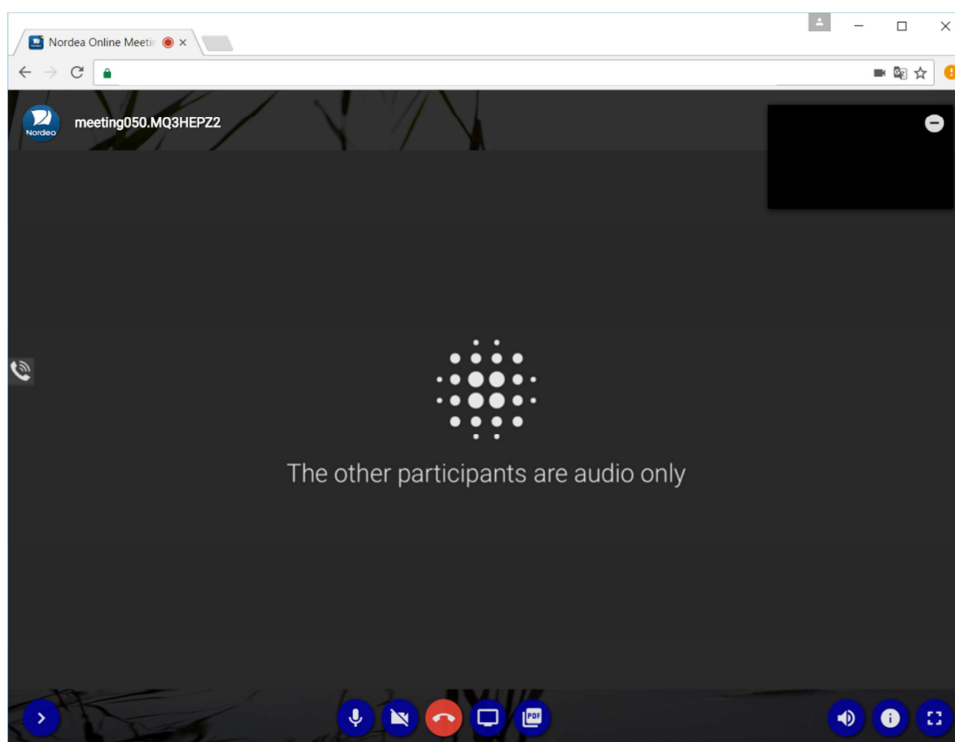 Nordea Online Meetin
Nordea
meeting050.MQ3HEPZ2
The other participants are audio only
PDF